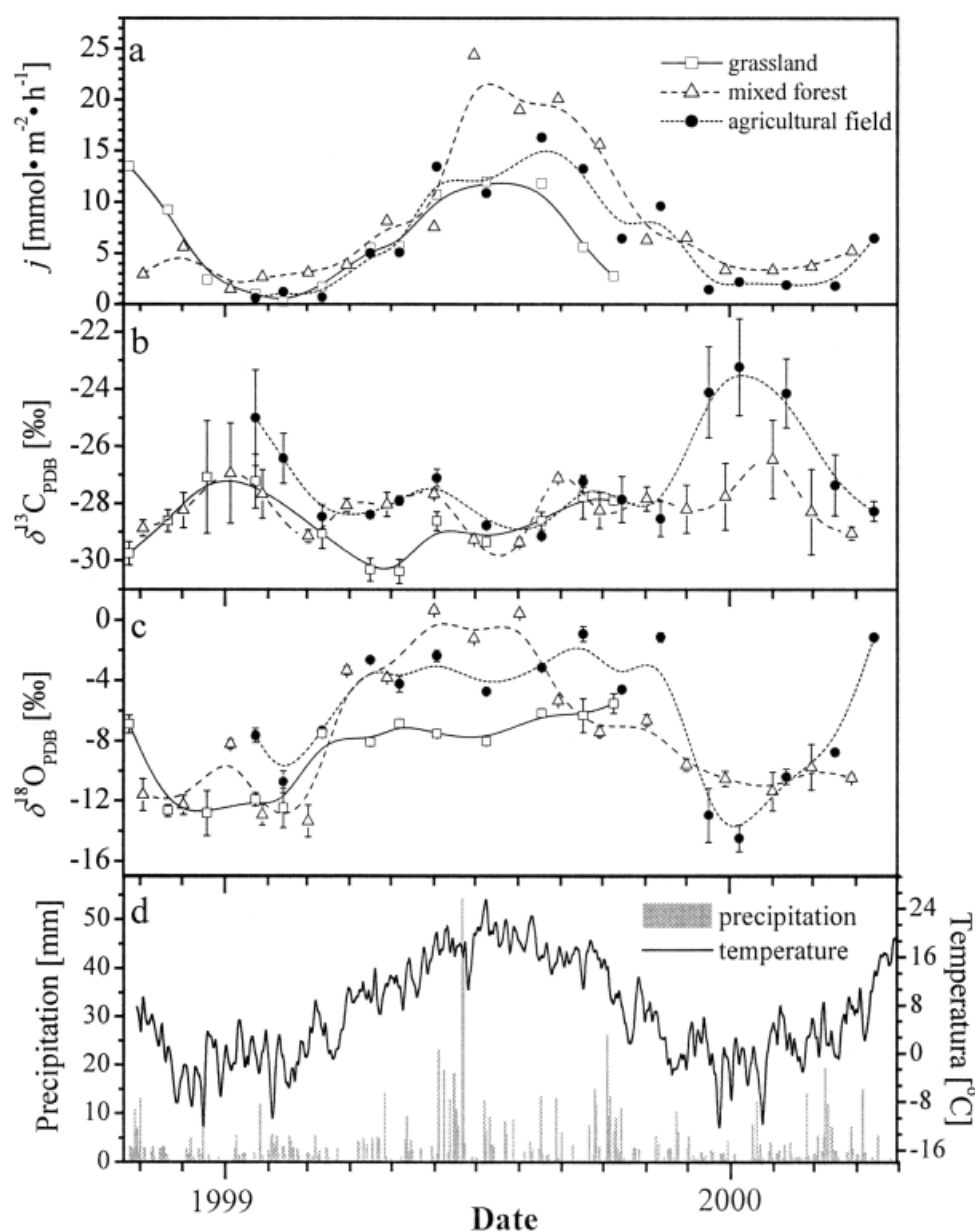 a
grassland
mixed forest
agricultural field
j [mmol•m-2•h-1]
25
20
15
10
5
0
b
δ13CPDB [‰]
-22
-24
-26
-28
-30
c
δ18OPDB [‰]
0
-4
-8
-12
-16
d
precipitation
temperature
Precipitation [mm]
50
40
30
20
10
0
Temperatura [°C]
24
16
8
0
-8
-16
1999
2000
Date